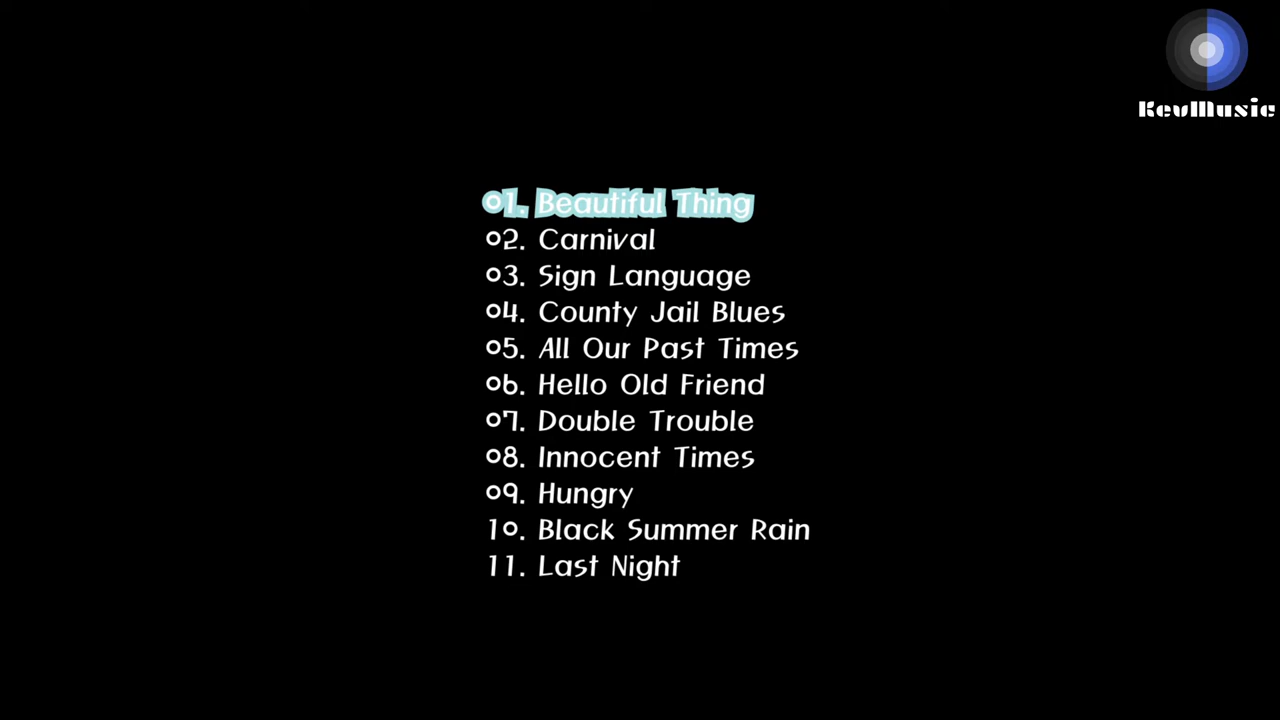 KevMusic
01. Beautiful Thing
02. Carnival
03. Sign Language
04. County Jail Blues
05. All Our Past Times
06. Hello Old Friend
07. Double Trouble
08. Innocent Times
09. Hungry
10. Black Summer Rain
11. Last Night